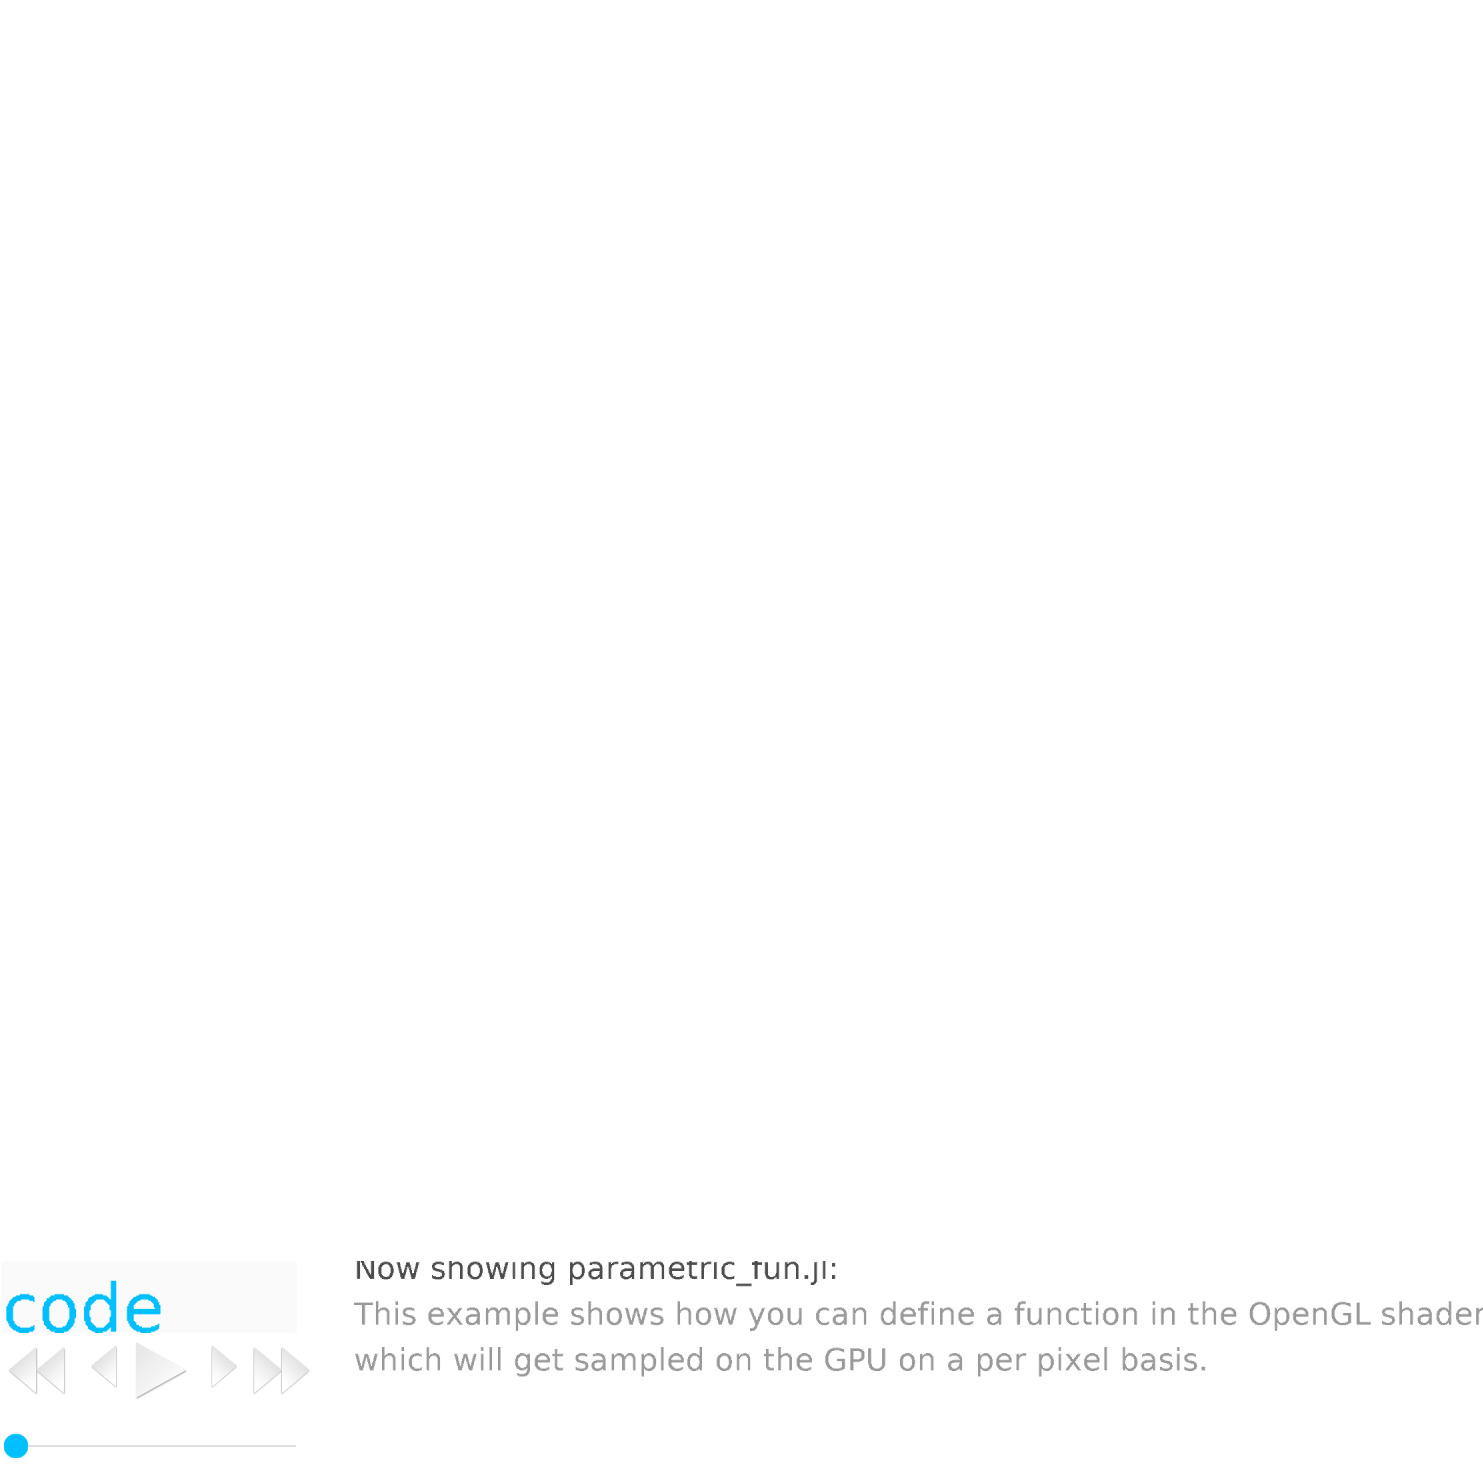 Now showing parametric_fun.jl:
code
This example shows how you can define a function in the OpenGL shader
which will get sampled on the GPU on a per pixel basis.